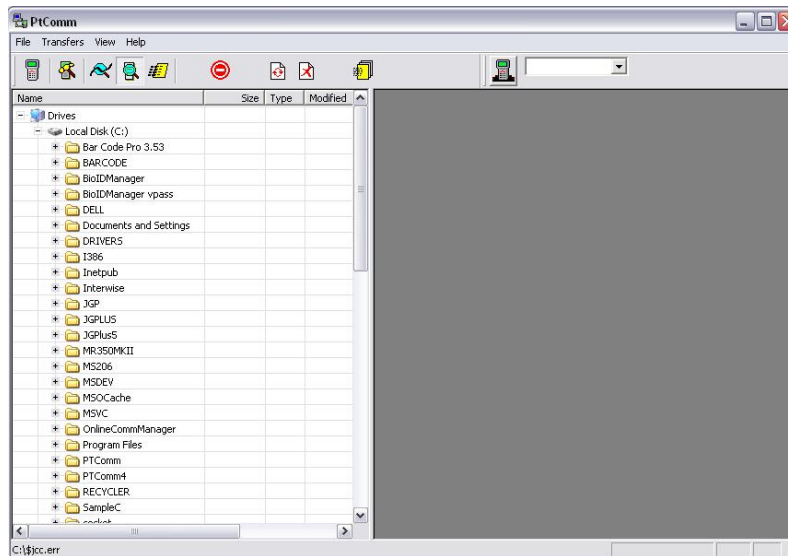 PtComm
File Transfers View Help
Name Size Type Modified
Drives
Local Disk (C:)
Bar Code Pro 3.53
BARCODE
BioIDManager
BioIDManager vpass
DELL
Documents and Settings
DRIVERS
I386
Inetpub
Interwise
JGP
JGPLUS
JGPlus5
MR350MKII
MS206
MSDEV
MSOCache
MSVC
OnlineCommManager
Program Files
PTComm
PTComm4
RECYCLER
SampleC
C:\$jcc.err